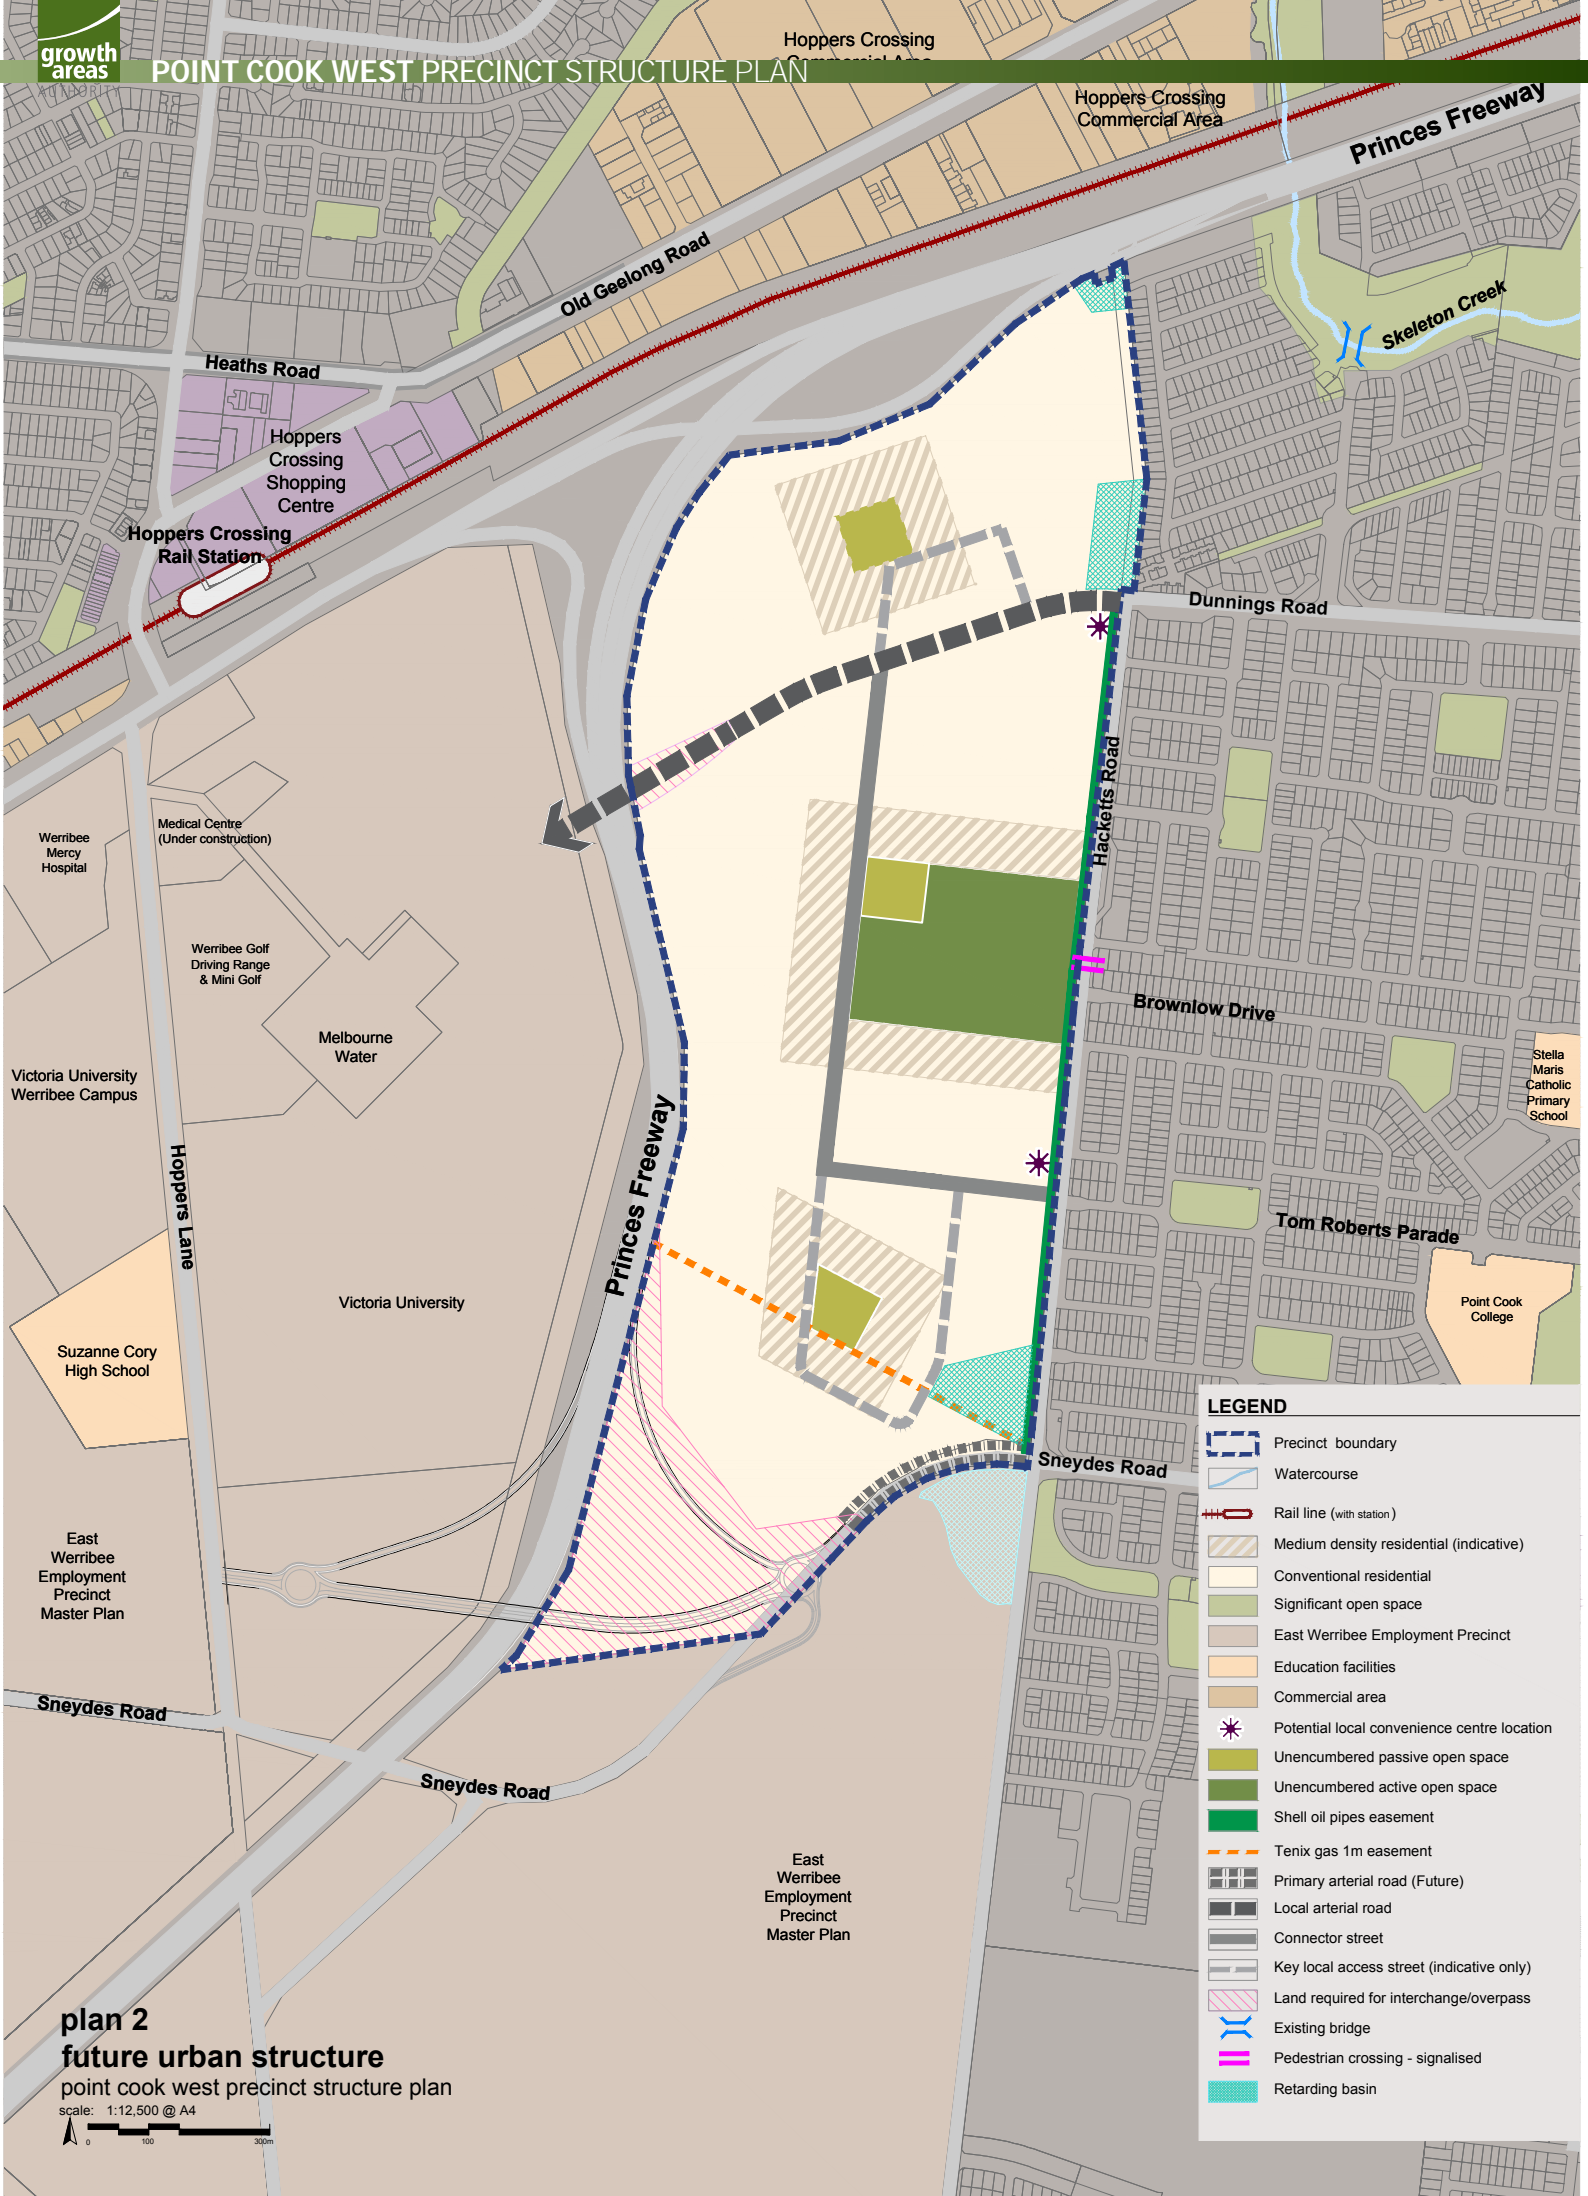 growth
areas
AUTHORITY
POINT COOK WEST PRECINCT STRUCTURE PLAN
Hoppers Crossing
Commercial Area
Hoppers Crossing
Commercial Area
Princes Freeway
Skeleton Creek
Old Geelong Road
Heaths Road
Hoppers
Crossing
Shopping
Centre
Hoppers Crossing
Rail Station
Dunnings Road
Hacketts Road
Werribee
Mercy
Hospital
Medical Centre
(Under construction)
Werribee Golf
Driving Range
& Mini Golf
Melbourne
Water
Victoria University
Werribee Campus
Brownlow Drive
Stella
Maris
Catholic
Primary
School
Hoppers Lane
Princes Freeway
Tom Roberts Parade
Victoria University
Point Cook
College
Suzanne Cory
High School
Sneydes Road
East
Werribee
Employment
Precinct
Master Plan
Sneydes Road
Sneydes Road
East
Werribee
Employment
Precinct
Master Plan
LEGEND
Precinct boundary
Watercourse
Rail line (with station)
Medium density residential (indicative)
Conventional residential
Significant open space
East Werribee Employment Precinct
Education facilities
Commercial area
Potential local convenience centre location
Unencumbered passive open space
Unencumbered active open space
Shell oil pipes easement
Tenix gas 1m easement
Primary arterial road (Future)
Local arterial road
Connector street
Key local access street (indicative only)
Land required for interchange/overpass
Existing bridge
Pedestrian crossing - signalised
Retarding basin
plan 2
future urban structure
point cook west precinct structure plan
scale: 1:12,500 @ A4
0 100 300m